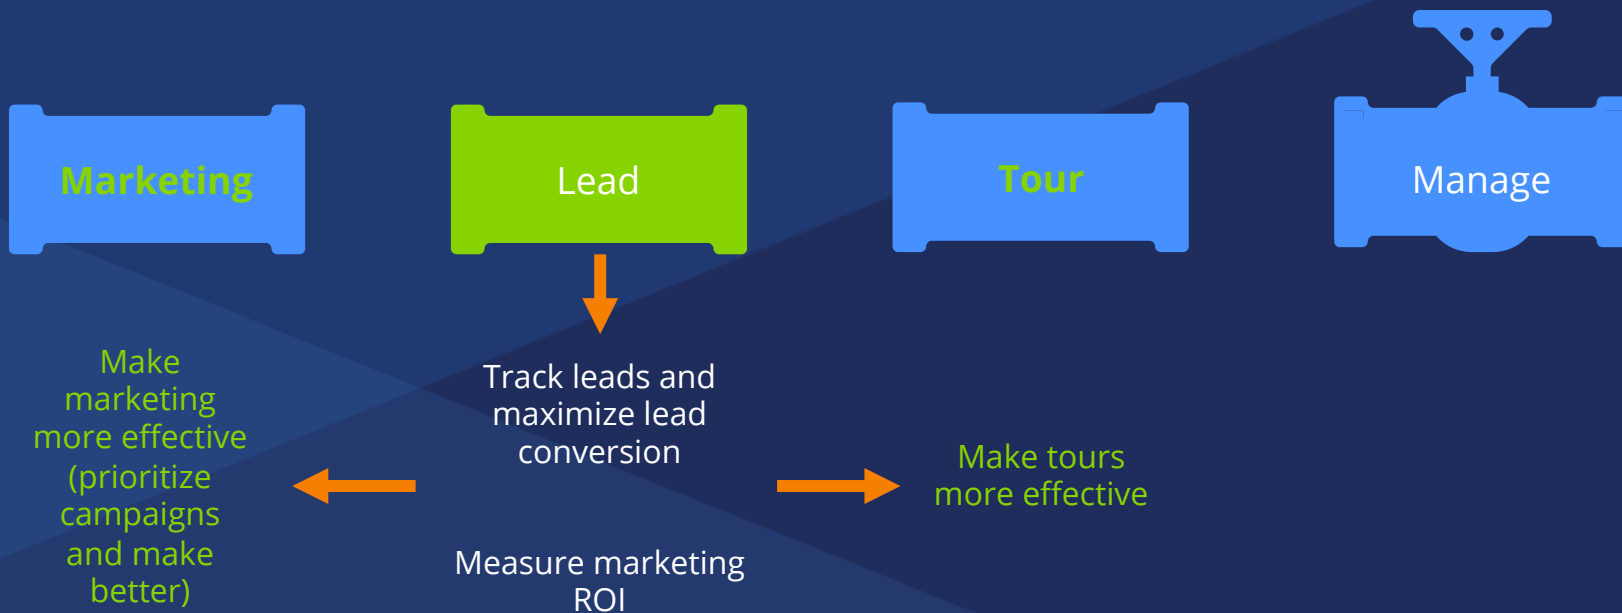 Marketing
Lead
Tour
Manage
Make
marketing
more effective
(prioritize
campaigns
and make
better)
Track leads and
maximize lead
conversion
Measure marketing
ROI
Make tours
more effective